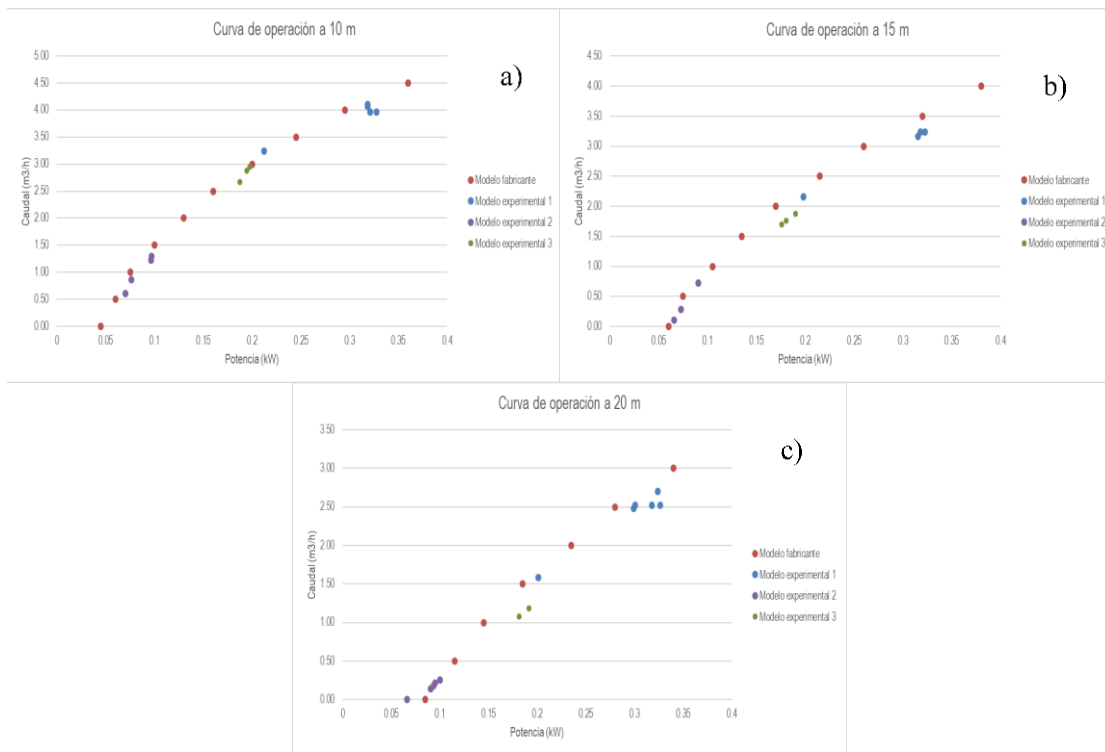 Curva de operación a 10 m
a)
5.00
4.50
4.00
3.50
3.00
2.50
2.00
1.50
1.00
0.50
0.00
Caudal (m3/h)
0 0.05 0.1 0.15 0.2 0.25 0.3 0.35 0.4
Potencia (kW)
Modelo fabricante
Modelo experimental 1
Modelo experimental 2
Modelo experimental 3
Curva de operación a 15 m
b)
4.50
4.00
3.50
3.00
2.50
2.00
1.50
1.00
0.50
0.00
Caudal (m3/h)
0 0.05 0.1 0.15 0.2 0.25 0.3 0.35 0.4
Potencia (kW)
Modelo fabricante
Modelo experimental 1
Modelo experimental 2
Modelo experimental 3
Curva de operación a 20 m
c)
3.50
3.00
2.50
2.00
1.50
1.00
0.50
0.00
Caudal (m3/h)
0 0.05 0.1 0.15 0.2 0.25 0.3 0.35 0.4
Potencia (kW)
Modelo fabricante
Modelo experimental 1
Modelo experimental 2
Modelo experimental 3